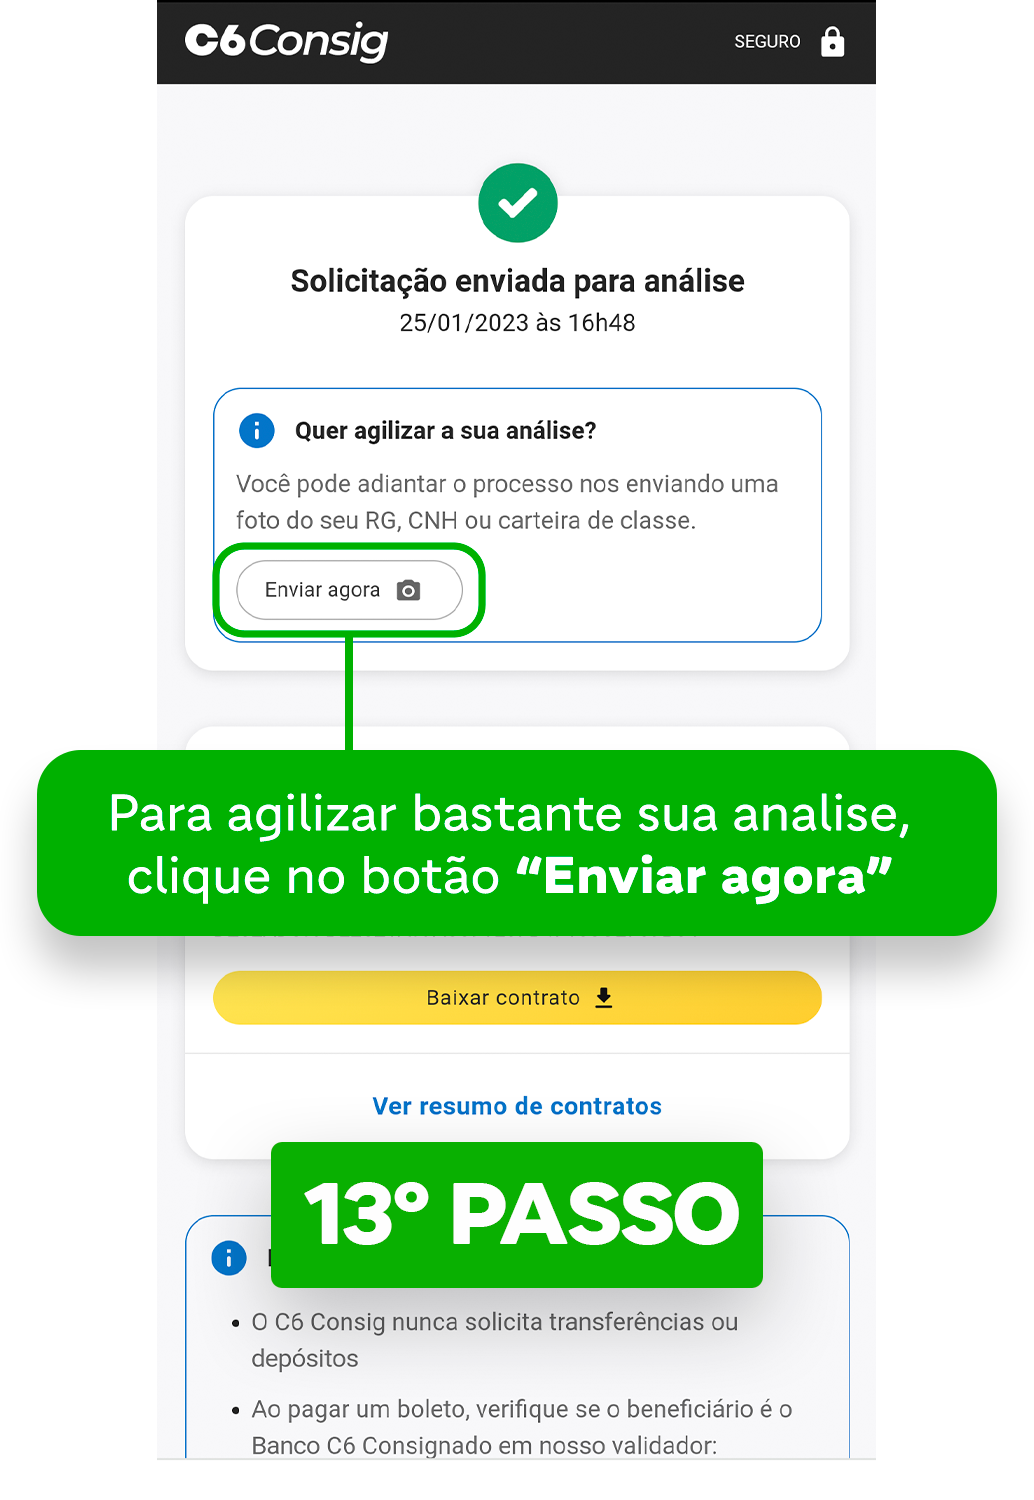 C6 Consig
SEGURO
Solicitação enviada para análise
25/01/2023 às 16h48
Quer agilizar a sua análise?
Você pode adiantar o processo nos enviando uma
foto do seu RG, CNH ou carteira de classe.
Enviar agora
Para agilizar bastante sua analise,
clique no botão “Enviar agora”
Baixar contrato
Ver resumo de contratos
13º PASSO
O C6 Consig nunca solicita transferências ou
depósitos
Ao pagar um boleto, verifique se o beneficiário é o
Banco C6 Consignado em nosso validador: